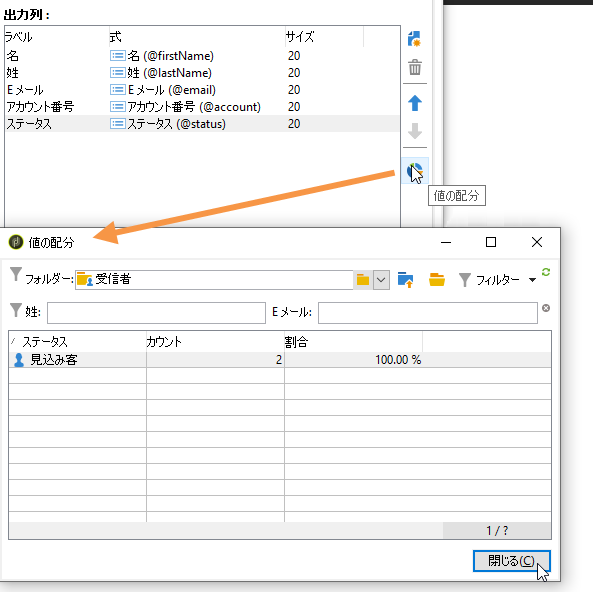 出力列：
ラベル 式 サイズ
名 名 (@firstName) 20
姓 姓 (@lastName) 20
Eメール Eメール (@email) 20
アカウント番号 アカウント番号 (@account) 20
ステータス ステータス (@status) 20
値の配分
値の配分
フォルダー: 受信者 フィルター
姓: Eメール:
ステータス カウント 割合
見込み客 2 100.00 %
1 / ?
閉じる(C)